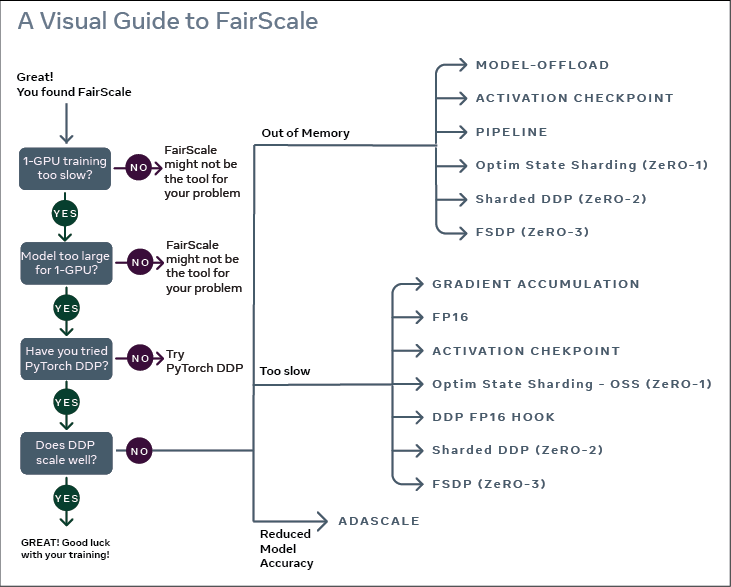 A Visual Guide to FairScale
Great!
You found FairScale
1-GPU training
too slow?
NO
FairScale
might not be
the tool for
your problem
YES
Model too large
for 1-GPU?
NO
FairScale
might not be
the tool for
your problem
YES
Have you tried
PyTorch DDP?
NO
Try
PyTorch DDP
YES
Does DDP
scale well?
NO
YES
GREAT! Good luck
with your training!
Out of Memory
MODEL-OFFLOAD
ACTIVATION CHECKPOINT
PIPELINE
Optim State Sharding (ZeRO-1)
Sharded DDP (ZeRO-2)
FSDP (ZeRO-3)
Too slow
GRADIENT ACCUMULATION
FP16
ACTIVATION CHEKPOINT
Optim State Sharding - OSS (ZeRO-1)
DDP FP16 HOOK
Sharded DDP (ZeRO-2)
FSDP (ZeRO-3)
Reduced
Model
Accuracy
ADASCALE